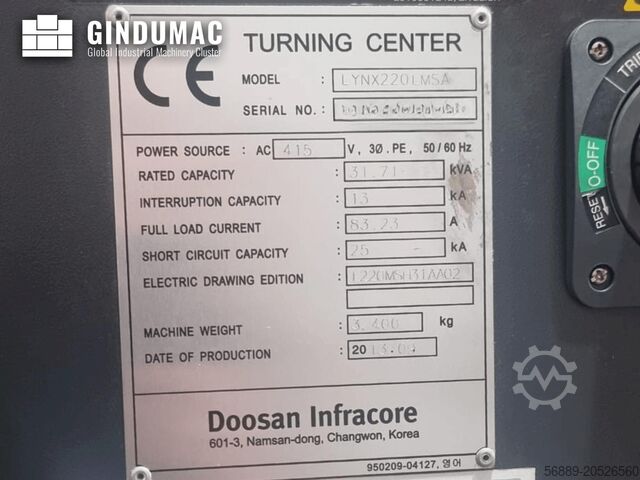 GINDUMAC
Global Industrial Machinery Cluster
TURNING CENTER
CE
MODEL : LYNX220LMSA
SERIAL NO. :
POWER SOURCE : AC 415 V, 3Ø.PE, 50/60 Hz
RATED CAPACITY : 31.71 kVA
INTERRUPTION CAPACITY : 13 kA
FULL LOAD CURRENT : 83.23 A
SHORT CIRCUIT CAPACITY : 25 - kA
ELECTRIC DRAWING EDITION : L220MSH31AA02
MACHINE WEIGHT : 3.400 kg
DATE OF PRODUCTION : 2013.09
Doosan Infracore
601-3, Namsan-dong, Changwon, Korea
950209-04127, 영어
TRIP
O-OFF
RESET
56889-20526560